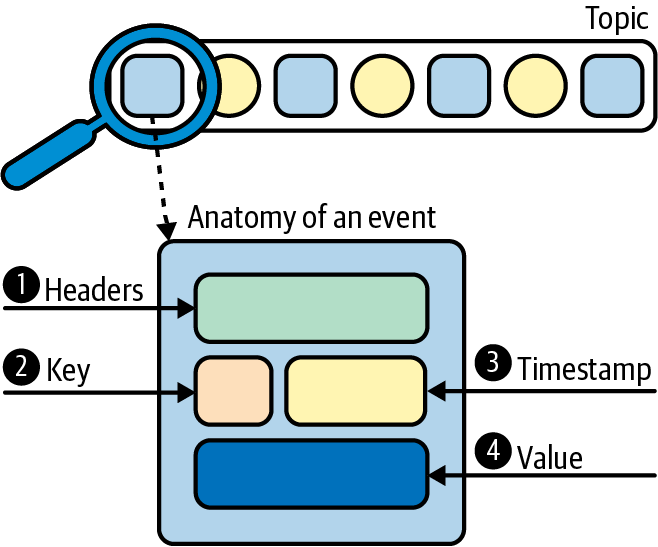 Topic
Anatomy of an event
1 Headers
2 Key
3 Timestamp
4 Value